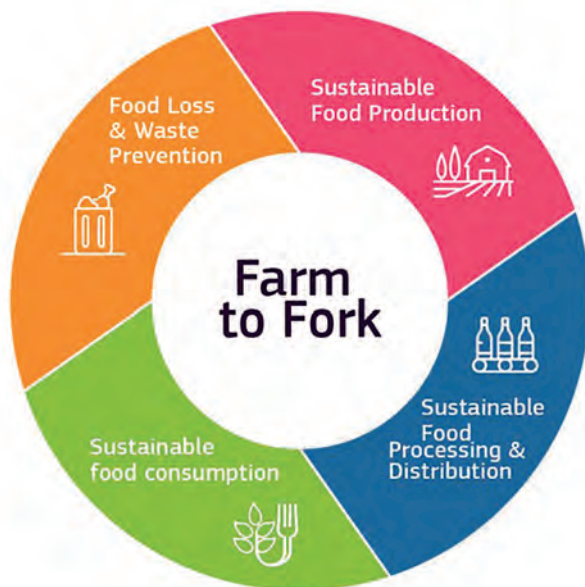 Food Loss
& Waste
Prevention
Sustainable
Food Production
Farm
to Fork
Sustainable
Food
Processing &
Distribution
Sustainable
food consumption